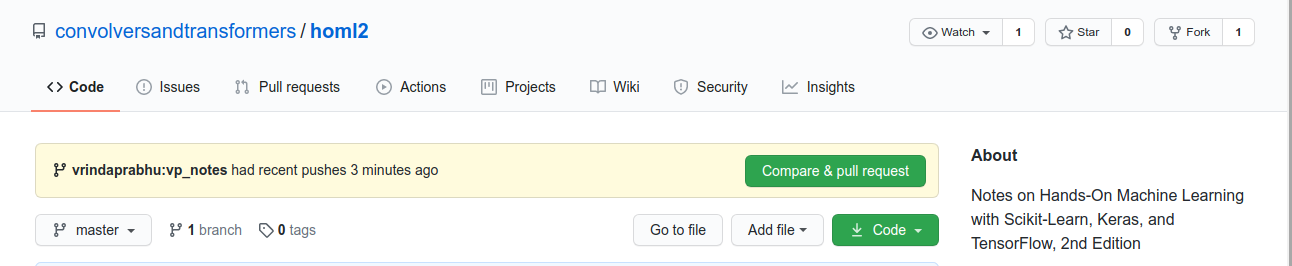 convolversandtransformers / homl2
Watch 1 Star 0 Fork 1
Code Issues Pull requests Actions Projects Wiki Security Insights
vrindaprabhu:vp_notes had recent pushes 3 minutes ago
Compare & pull request
master 1 branch 0 tags
Go to file Add file Code
About
Notes on Hands-On Machine Learning
with Scikit-Learn, Keras, and
TensorFlow, 2nd Edition